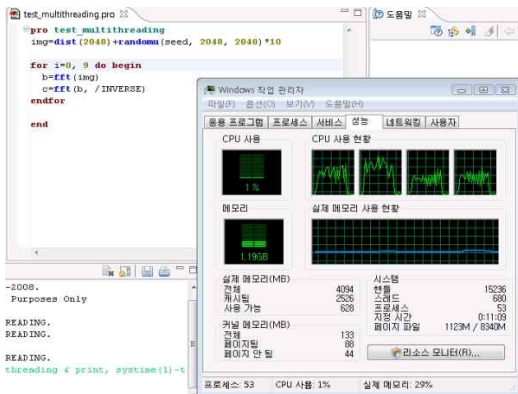 test_multithreading.pro
pro test_multithreading
img=dist(2048)+randomu(seed, 2048, 2048)*10
for i=0, 9 do begin
b=fft(img)
c=fft(b, /INVERSE)
endfor
end
도움말
Windows 작업 관리자
파일(F) 옵션(O) 보기(V) 도움말(H)
응용 프로그램 프로세스 서비스 성능 네트워킹 사용자
CPU 사용
CPU 사용 현황
1 %
메모리
실제 메모리 사용 현황
1.19GB
실제 메모리(MB)
전체 4094
캐시됨 2526
사용 가능 628
커널 메모리(MB)
전체 133
페이지됨 88
페이지 안 됨 44
시스템
핸들 15236
스레드 680
프로세스 53
지정 시간 0:11:09
페이지 파일 1123M / 8340M
리소스 모니터(R)...
프로세스: 53 CPU 사용: 1% 실제 메모리: 29%
-2008.
Purposes Only
READING.
READING.
READING.
threading & print, systime(1)-t